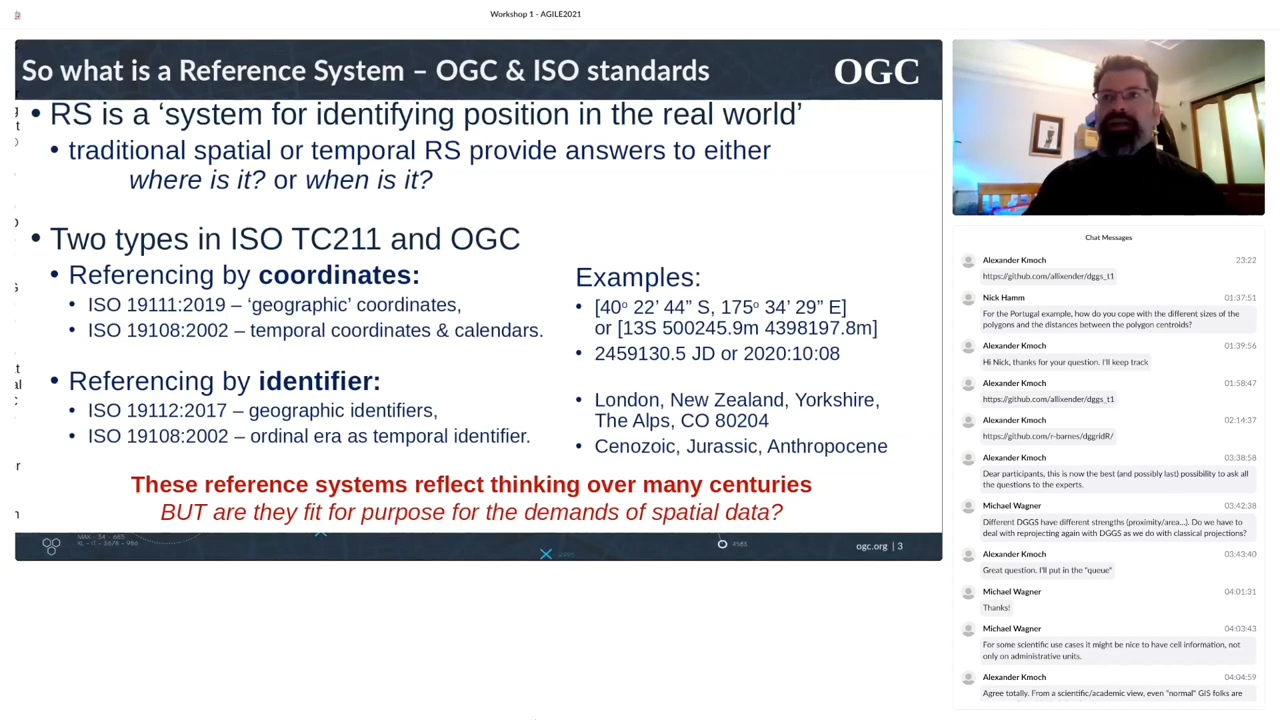 Workshop 1 - AGILE2021
So what is a Reference System – OGC & ISO standards
OGC
• RS is a ‘system for identifying position in the real world’
• traditional spatial or temporal RS provide answers to either
where is it? or when is it?
• Two types in ISO TC211 and OGC
• Referencing by coordinates:
• ISO 19111:2019 – ‘geographic’ coordinates,
• ISO 19108:2002 – temporal coordinates & calendars.
• Referencing by identifier:
• ISO 19112:2017 – geographic identifiers,
• ISO 19108:2002 – ordinal era as temporal identifier.
Examples:
• [40º 22’ 44” S, 175º 34’ 29” E]
or [13S 500245.9m 4398197.8m]
• 2459130.5 JD or 2020:10:08
• London, New Zealand, Yorkshire,
The Alps, CO 80204
• Cenozoic, Jurassic, Anthropocene
These reference systems reflect thinking over many centuries
BUT are they fit for purpose for the demands of spatial data?
4585
ogc.org | 3
Chat Messages
Alexander Kmoch 23:22
https://github.com/allixender/dggs_t1
Nick Hamm 01:37:51
For the Portugal example, how do you cope with the different sizes of the
polygons and the distances between the polygon centroids?
Alexander Kmoch 01:39:56
Hi Nick, thanks for your question. I'll keep track
Alexander Kmoch 01:58:47
https://github.com/allixender/dggs_t1
Alexander Kmoch 02:14:37
https://github.com/r-barnes/dggridR/
Alexander Kmoch 03:38:58
Dear participants, this is now the best (and possibly last) possibility to ask all
the questions to the experts.
Michael Wagner 03:42:38
Different DGGS have different strengths (proximity/area...). Do we have to
deal with reprojecting again with DGGS as we do with classical projections?
Alexander Kmoch 03:43:40
Great question. I'll put in the "queue"
Michael Wagner 04:01:31
Thanks!
Michael Wagner 04:03:43
For some scientific use cases it might be nice to have cell information, not
only on administrative units.
Alexander Kmoch 04:04:59
Agree totally. From a scientific/academic view, even "normal" GIS folks are